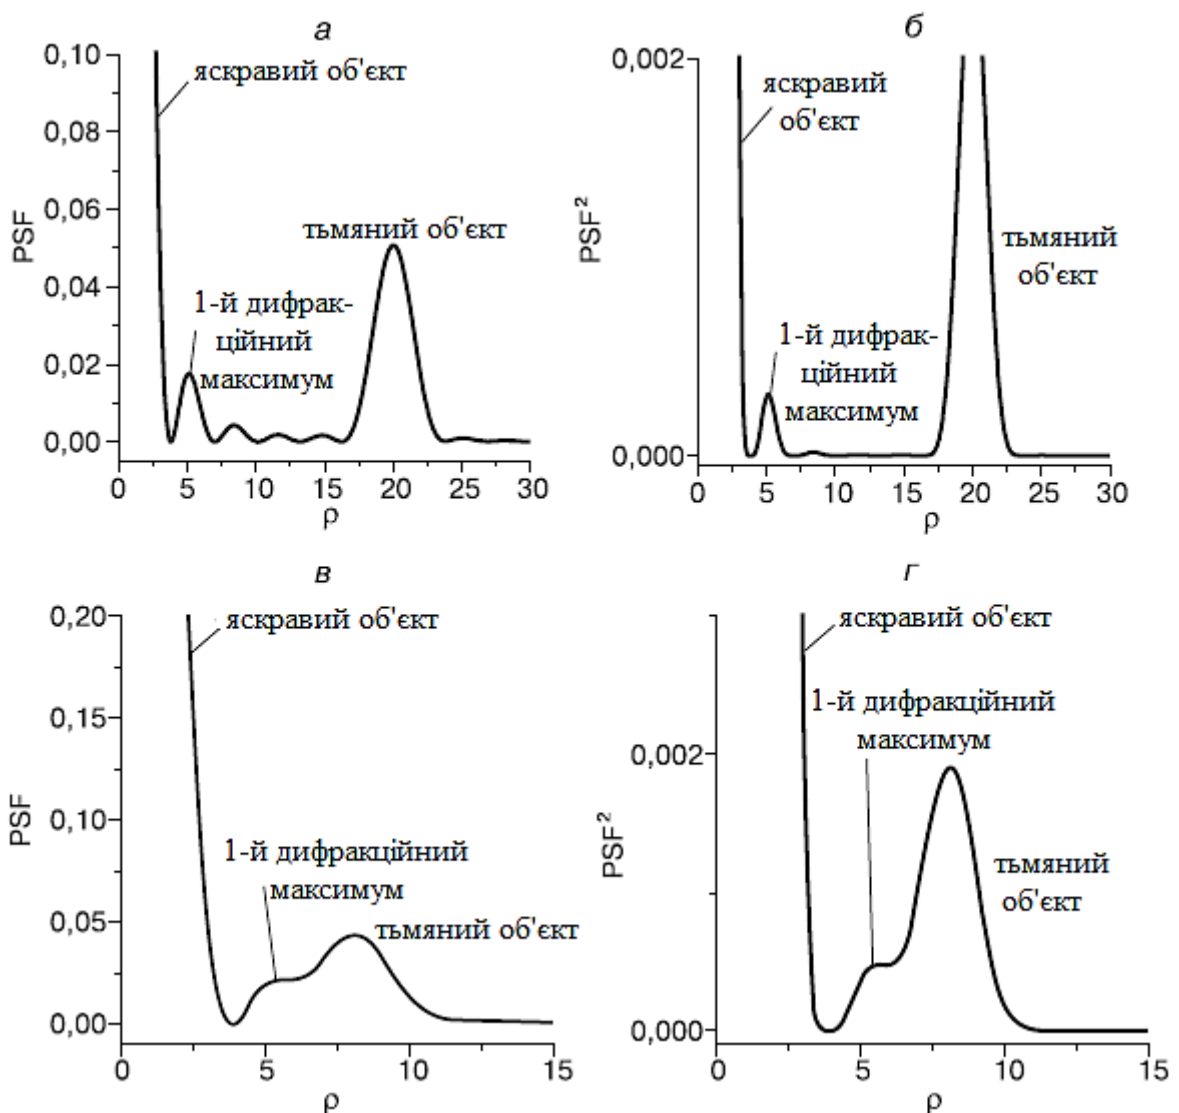 а
0,10
яскравий об'єкт
0,08
0,06
PSF
тьмяний об'єкт
0,04
1-й дифрак-
ційний
0,02
максимум
0,00
0 5 10 15 20 25 30
ρ
б
0,002
яскравий
об'єкт
PSF²
тьмяний
об'єкт
1-й дифрак-
ційний
максимум
0,000
0 5 10 15 20 25 30
ρ
в
0,20
яскравий об'єкт
0,15
PSF
0,10
1-й дифракційний
максимум
0,05
тьмяний об'єкт
0,00
0 5 10 15
ρ
г
яскравий об'єкт
1-й дифракційний
максимум
0,002
PSF²
тьмяний
об'єкт
0,000
0 5 10 15
ρ